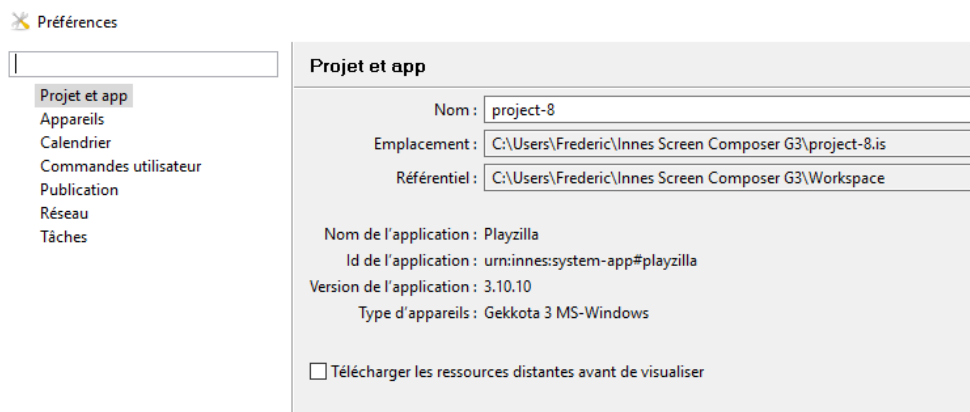 Préférences
Projet et app
Appareils
Calendrier
Commandes utilisateur
Publication
Réseau
Tâches
Projet et app
Nom : project-8
Emplacement : C:\Users\Frederic\Innes Screen Composer G3\project-8.is
Référentiel : C:\Users\Frederic\Innes Screen Composer G3\Workspace
Nom de l'application : Playzilla
Id de l'application : urn:innes:system-app#playzilla
Version de l'application : 3.10.10
Type d'appareils : Gekkota 3 MS-Windows
Télécharger les ressources distantes avant de visualiser